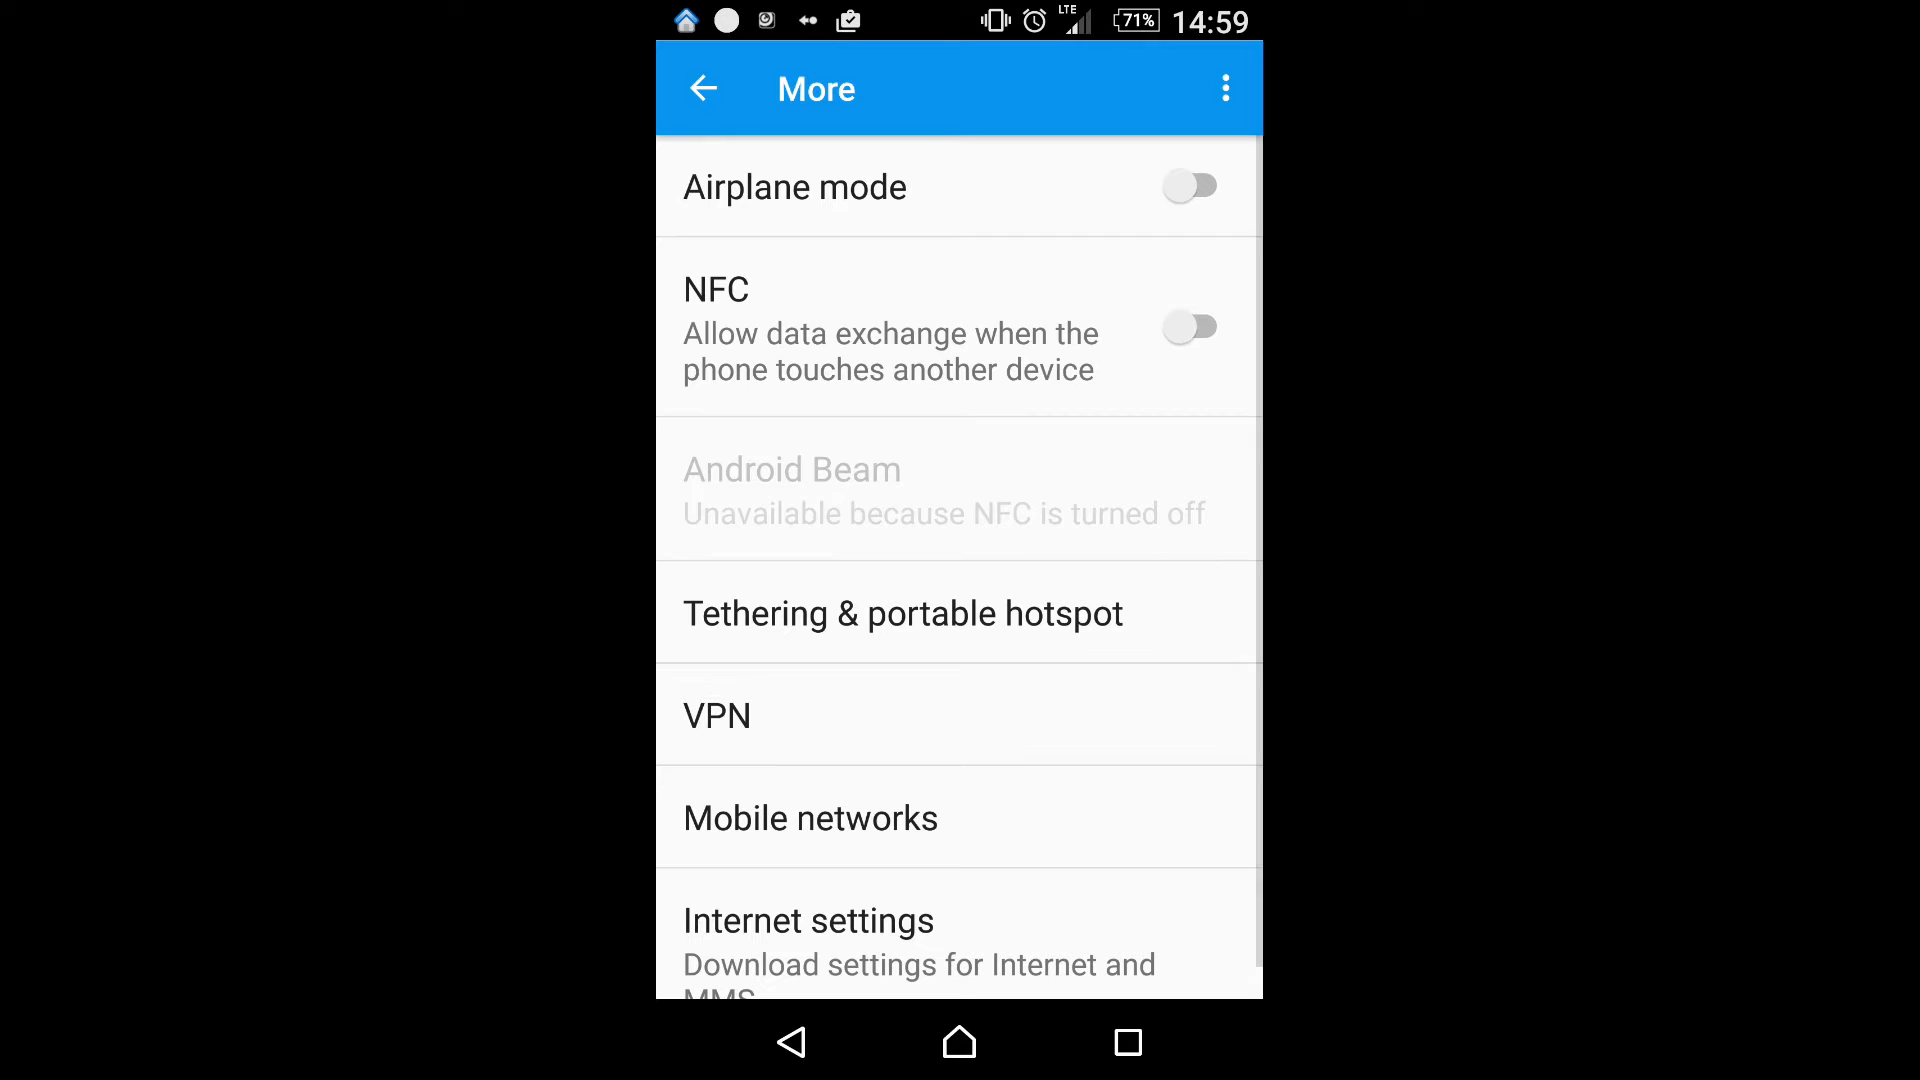 LTE 71% 14:59
More
Airplane mode
NFC
Allow data exchange when the
phone touches another device
Android Beam
Unavailable because NFC is turned off
Tethering & portable hotspot
VPN
Mobile networks
Internet settings
Download settings for Internet and
MMS